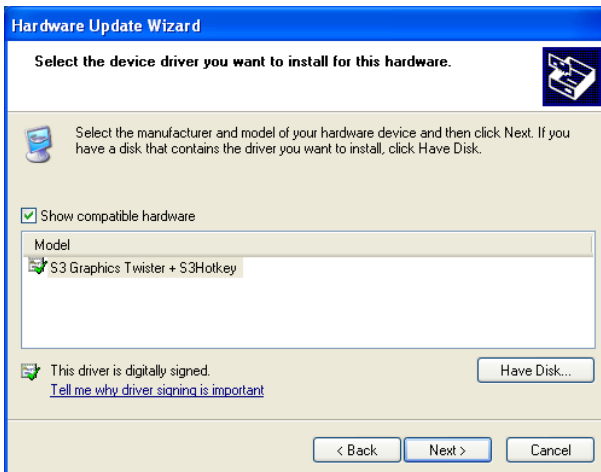 Hardware Update Wizard
Select the device driver you want to install for this hardware.
Select the manufacturer and model of your hardware device and then click Next. If you
have a disk that contains the driver you want to install, click Have Disk.
Show compatible hardware
Model
S3 Graphics Twister + S3Hotkey
This driver is digitally signed.
Have Disk...
Tell me why driver signing is important
< Back
Next >
Cancel